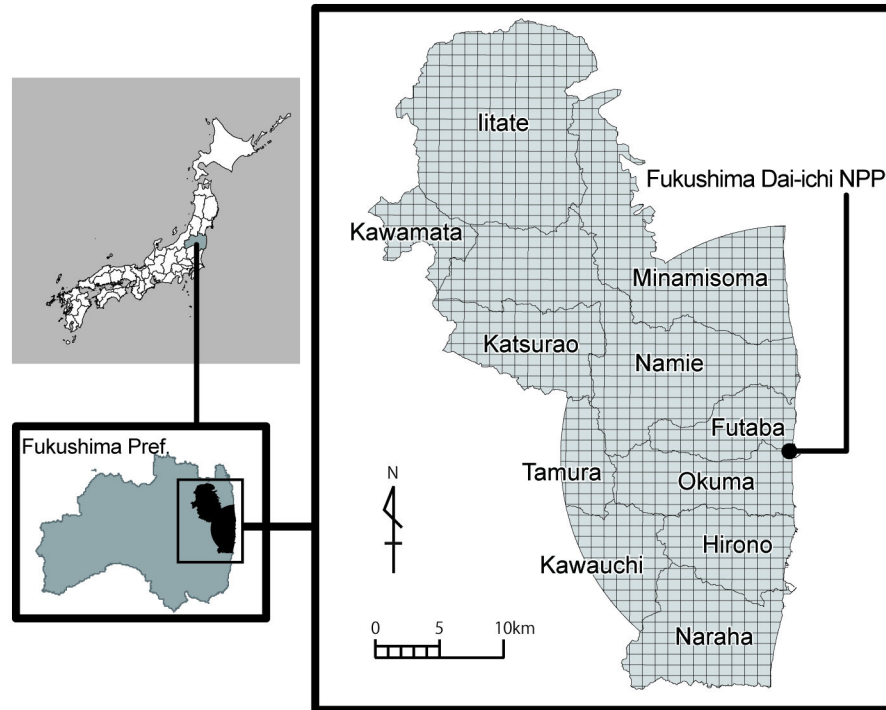 Iitate
Fukushima Dai-ichi NPP
Kawamata
Minamisoma
Katsurao
Namie
Futaba
Fukushima Pref.
Tamura
Okuma
N
Hirono
Kawauchi
0 5 10km
Naraha